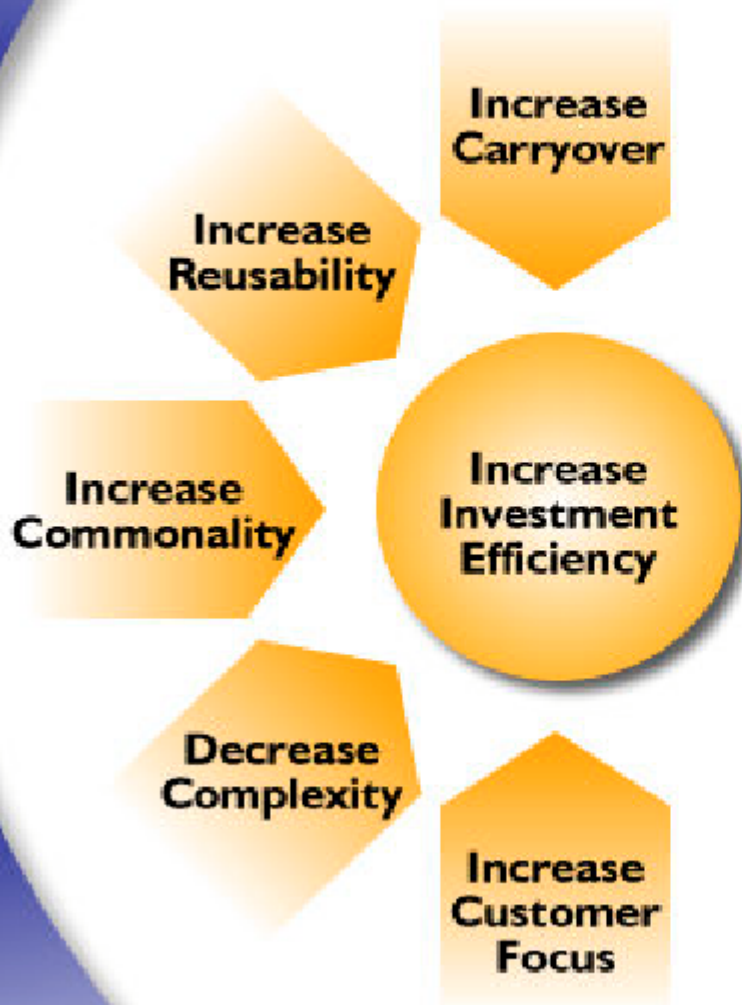 Increase
Carryover
Increase
Reusability
Increase
Commonality
Increase
Investment
Efficiency
Decrease
Complexity
Increase
Customer
Focus